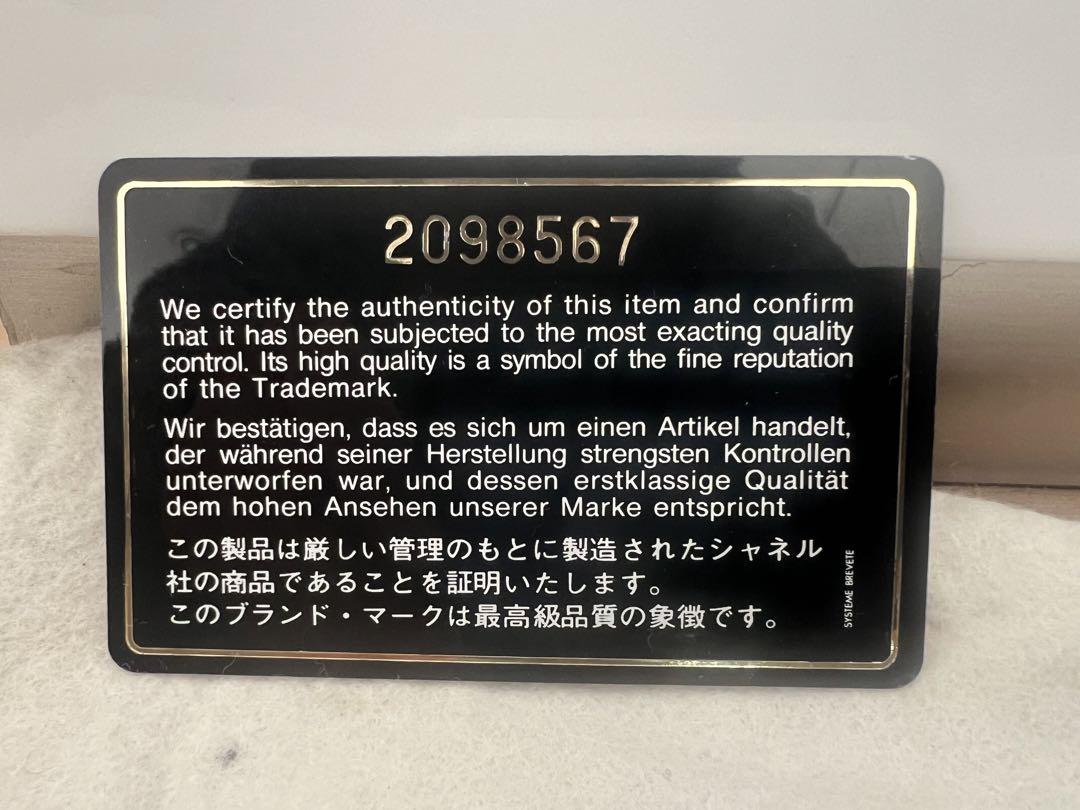 2098567
We certify the authenticity of this item and confirm
that it has been subjected to the most exacting quality
control. Its high quality is a symbol of the fine reputation
of the Trademark.
Wir bestätigen, dass es sich um einen Artikel handelt,
der während seiner Herstellung strengsten Kontrollen
unterworfen war, und dessen erstklassige Qualität
dem hohen Ansehen unserer Marke entspricht.
この製品は厳しい管理のもとに製造されたシャネル
社の商品であることを証明いたします。
このブランド・マークは最高級品質の象徴です。
SYSTEME BREVETE